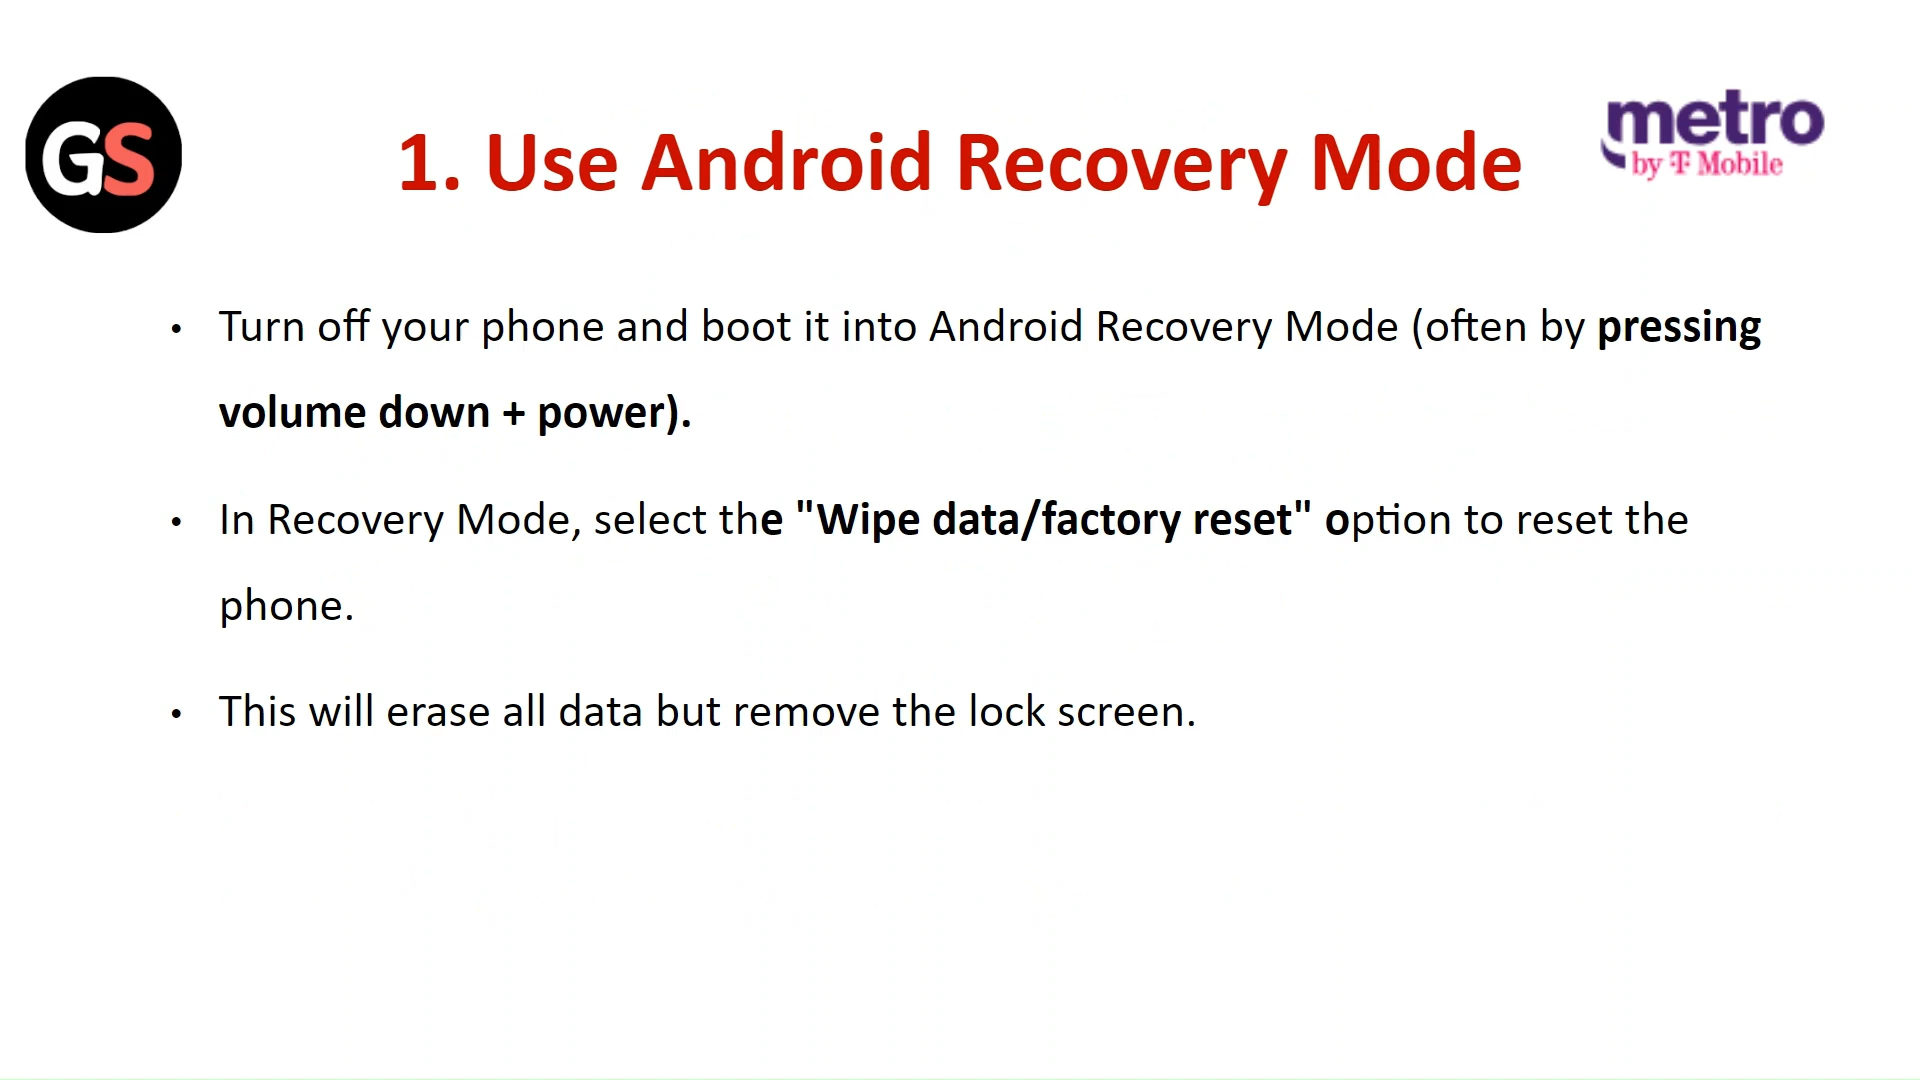 GS
1. Use Android Recovery Mode
metro
by T Mobile
• Turn off your phone and boot it into Android Recovery Mode (often by pressing
volume down + power).
• In Recovery Mode, select the "Wipe data/factory reset" option to reset the
phone.
• This will erase all data but remove the lock screen.